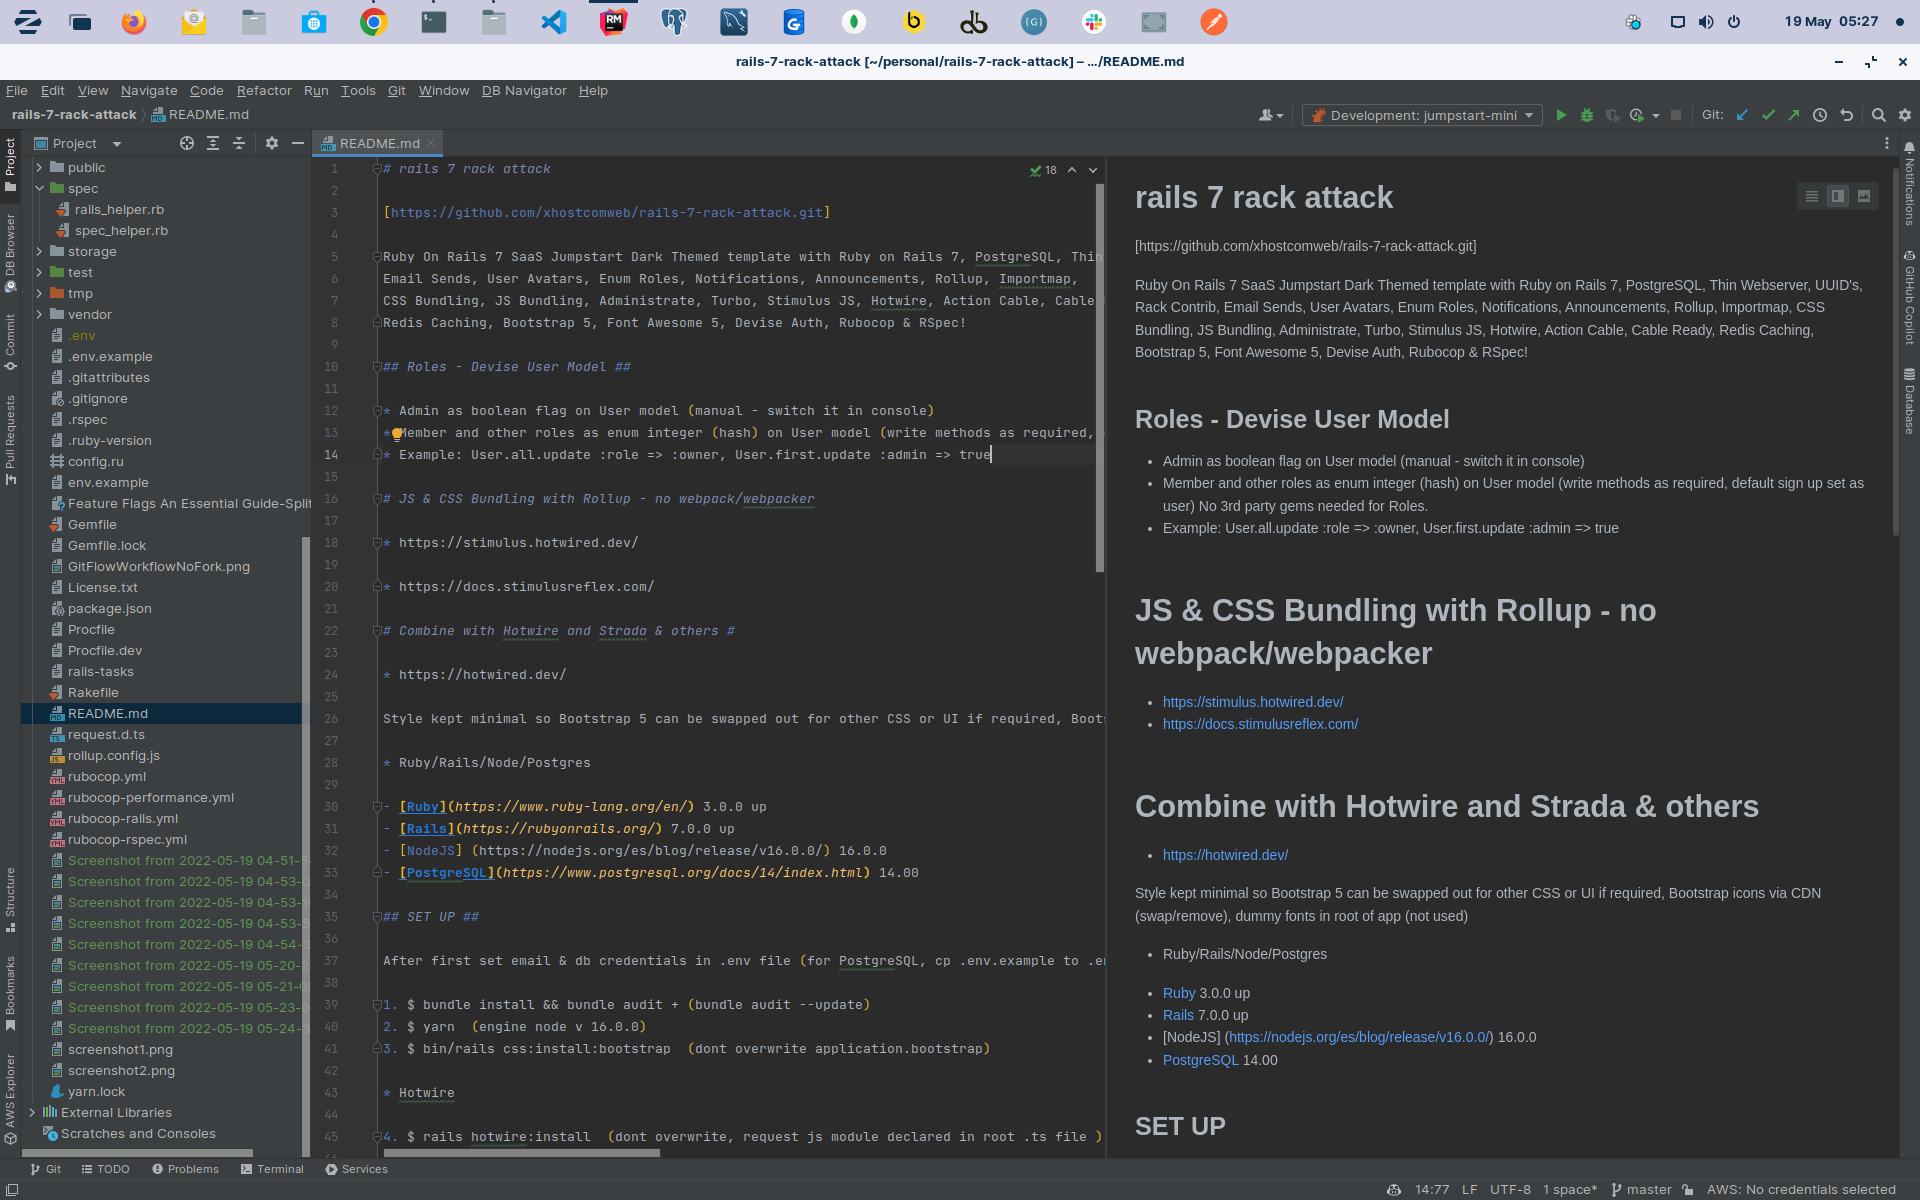 19 May 05:27
rails-7-rack-attack [~/personal/rails-7-rack-attack] – .../README.md
File Edit View Navigate Code Refactor Run Tools Git Window DB Navigator Help
rails-7-rack-attack README.md
Development: jumpstart-mini
Git:
Project
README.md
Project
DB Browser
Commit
Pull Requests
Structure
Bookmarks
AWS Explorer
public
spec
rails_helper.rb
spec_helper.rb
storage
test
tmp
vendor
.env
.env.example
.gitattributes
.gitignore
.rspec
.ruby-version
config.ru
env.example
Feature Flags An Essential Guide-Split
Gemfile
Gemfile.lock
GitFlowWorkflowNoFork.png
License.txt
package.json
Procfile
Procfile.dev
rails-tasks
Rakefile
README.md
request.d.ts
rollup.config.js
rubocop.yml
rubocop-performance.yml
rubocop-rails.yml
rubocop-rspec.yml
Screenshot from 2022-05-19 04-51-5
Screenshot from 2022-05-19 04-53-0
Screenshot from 2022-05-19 04-53-1
Screenshot from 2022-05-19 04-53-5
Screenshot from 2022-05-19 04-54-3
Screenshot from 2022-05-19 05-20-2
Screenshot from 2022-05-19 05-21-0
Screenshot from 2022-05-19 05-23-0
Screenshot from 2022-05-19 05-24-3
screenshot1.png
screenshot2.png
yarn.lock
External Libraries
Scratches and Consoles
18
1 # rails 7 rack attack
2
3 [https://github.com/xhostcomweb/rails-7-rack-attack.git]
4
5 Ruby On Rails 7 SaaS Jumpstart Dark Themed template with Ruby on Rails 7, PostgreSQL, Thin
6 Email Sends, User Avatars, Enum Roles, Notifications, Announcements, Rollup, Importmap,
7 CSS Bundling, JS Bundling, Administrate, Turbo, Stimulus JS, Hotwire, Action Cable, Cable
8 Redis Caching, Bootstrap 5, Font Awesome 5, Devise Auth, Rubocop & RSpec!
9
10 ## Roles - Devise User Model ##
11
12 * Admin as boolean flag on User model (manual - switch it in console)
13 * Member and other roles as enum integer (hash) on User model (write methods as required,
14 * Example: User.all.update :role => :owner, User.first.update :admin => true
15
16 # JS & CSS Bundling with Rollup - no webpack/webpacker
17
18 * https://stimulus.hotwired.dev/
19
20 * https://docs.stimulusreflex.com/
21
22 # Combine with Hotwire and Strada & others #
23
24 * https://hotwired.dev/
25
26 Style kept minimal so Bootstrap 5 can be swapped out for other CSS or UI if required, Boots
27
28 * Ruby/Rails/Node/Postgres
29
30 - [Ruby](https://www.ruby-lang.org/en/) 3.0.0 up
31 - [Rails](https://rubyonrails.org/) 7.0.0 up
32 - [NodeJS] (https://nodejs.org/es/blog/release/v16.0.0/) 16.0.0
33 - [PostgreSQL](https://www.postgresql.org/docs/14/index.html) 14.00
34
35 ## SET UP ##
36
37 After first set email & db credentials in .env file (for PostgreSQL, cp .env.example to .en
38
39 1. $ bundle install && bundle audit + (bundle audit --update)
40 2. $ yarn  (engine node v 16.0.0)
41 3. $ bin/rails css:install:bootstrap  (dont overwrite application.bootstrap)
42
43 * Hotwire
44
45 4. $ rails hotwire:install  (dont overwrite, request js module declared in root .ts file )
rails 7 rack attack
[https://github.com/xhostcomweb/rails-7-rack-attack.git]
Ruby On Rails 7 SaaS Jumpstart Dark Themed template with Ruby on Rails 7, PostgreSQL, Thin Webserver, UUID's,
Rack Contrib, Email Sends, User Avatars, Enum Roles, Notifications, Announcements, Rollup, Importmap, CSS
Bundling, JS Bundling, Administrate, Turbo, Stimulus JS, Hotwire, Action Cable, Cable Ready, Redis Caching,
Bootstrap 5, Font Awesome 5, Devise Auth, Rubocop & RSpec!
Roles - Devise User Model
• Admin as boolean flag on User model (manual - switch it in console)
• Member and other roles as enum integer (hash) on User model (write methods as required, default sign up set as
user) No 3rd party gems needed for Roles.
• Example: User.all.update :role => :owner, User.first.update :admin => true
JS & CSS Bundling with Rollup - no
webpack/webpacker
• https://stimulus.hotwired.dev/
• https://docs.stimulusreflex.com/
Combine with Hotwire and Strada & others
• https://hotwired.dev/
Style kept minimal so Bootstrap 5 can be swapped out for other CSS or UI if required, Bootstrap icons via CDN
(swap/remove), dummy fonts in root of app (not used)
• Ruby/Rails/Node/Postgres
• Ruby 3.0.0 up
• Rails 7.0.0 up
• [NodeJS] (https://nodejs.org/es/blog/release/v16.0.0/) 16.0.0
• PostgreSQL 14.00
SET UP
Notifications
GitHub Copilot
Database
Git TODO Problems Terminal Services
14:77 LF UTF-8 1 space* master AWS: No credentials selected